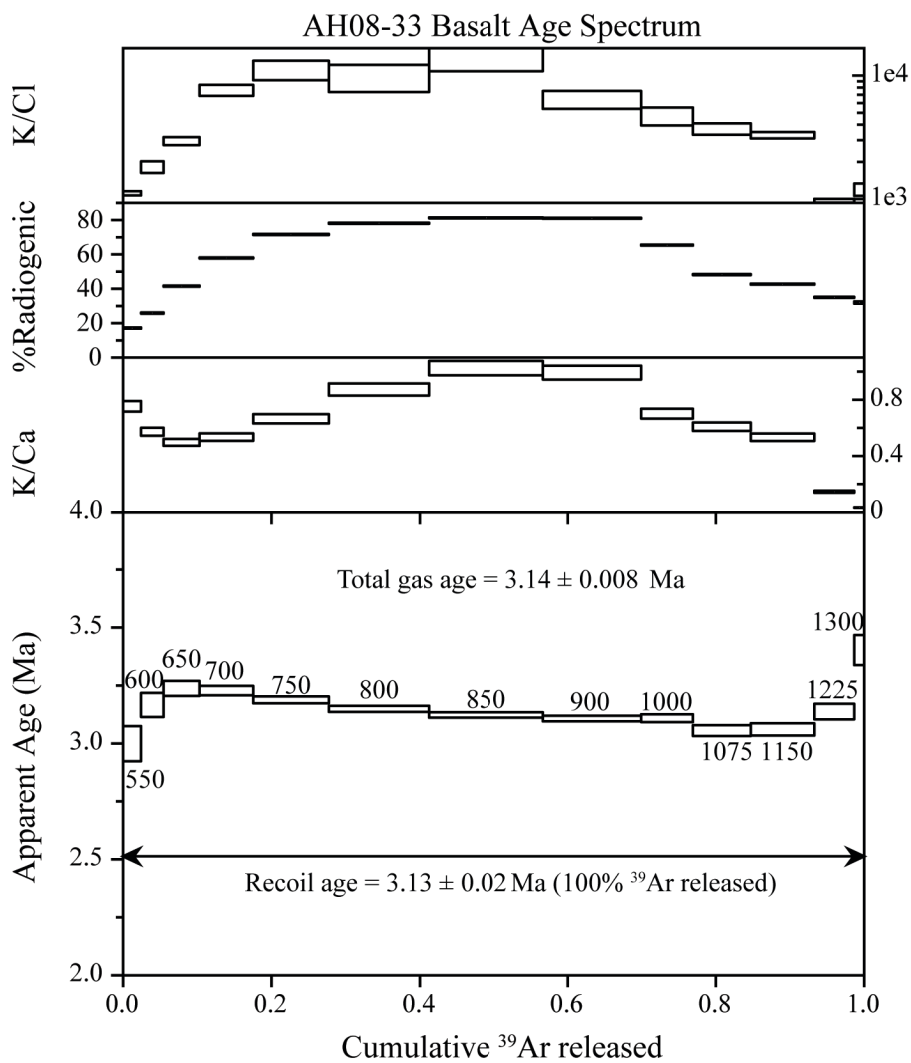 AH08-33 Basalt Age Spectrum
K/Cl
1e4
1e3
%Radiogenic
80
60
40
20
0
K/Ca
0.8
0.4
0
4.0
Total gas age = 3.14 ± 0.008 Ma
Apparent Age (Ma)
3.5
3.0
2.5
2.0
550
600
650
700
750
800
850
900
1000
1075
1150
1225
1300
Recoil age = 3.13 ± 0.02 Ma (100% ³⁹Ar released)
0.0 0.2 0.4 0.6 0.8 1.0
Cumulative ³⁹Ar released